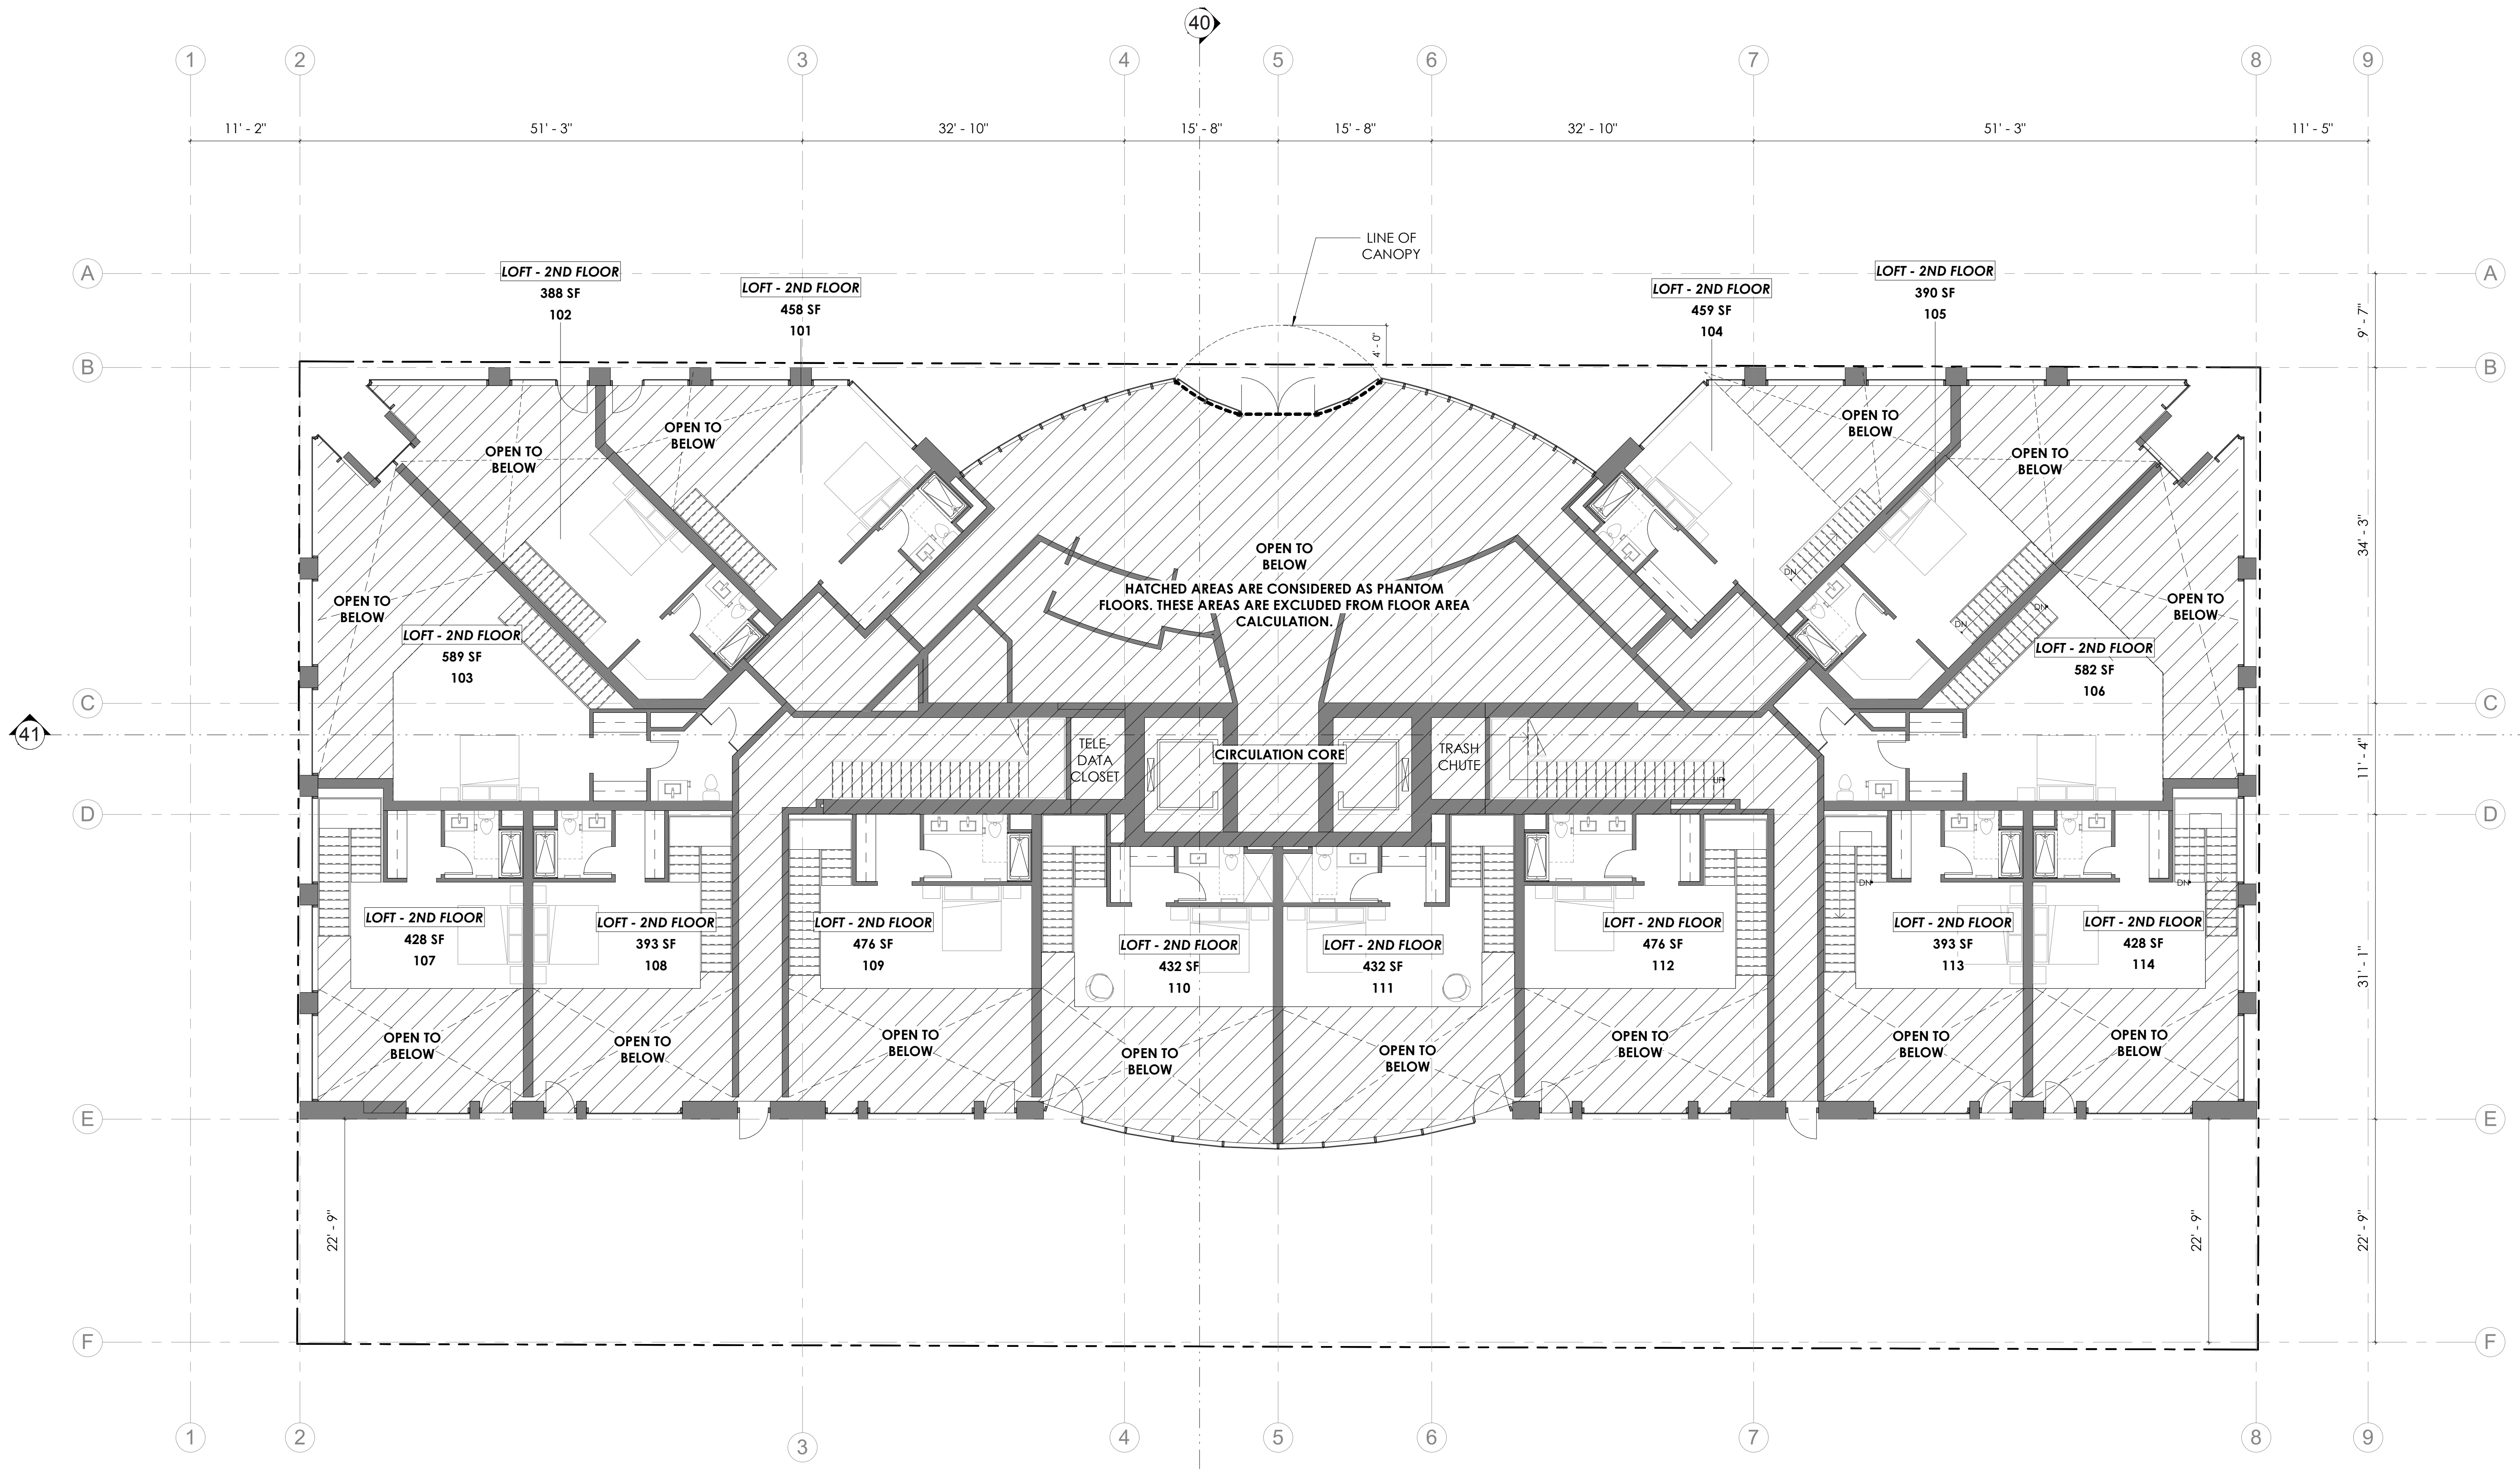 40
1 2 3 4 5 6 7 8 9
11' - 2" 51' - 3" 32' - 10" 15' - 8" 15' - 8" 32' - 10" 51' - 3" 11' - 5"
LINE OF
CANOPY
A
A
LOFT - 2ND FLOOR
388 SF
102
LOFT - 2ND FLOOR
458 SF
101
LOFT - 2ND FLOOR
459 SF
104
LOFT - 2ND FLOOR
390 SF
105
9' - 7"
4' - 0"
B
B
OPEN TO
BELOW
OPEN TO
BELOW
OPEN TO
BELOW
OPEN TO
BELOW
34' - 3"
OPEN TO
BELOW
HATCHED AREAS ARE CONSIDERED AS PHANTOM
FLOORS. THESE AREAS ARE EXCLUDED FROM FLOOR AREA
CALCULATION.
OPEN TO
BELOW
OPEN TO
BELOW
DN
DN
DN
LOFT - 2ND FLOOR
589 SF
103
LOFT - 2ND FLOOR
582 SF
106
C
C
41
TELE-
DATA
CLOSET
CIRCULATION CORE
TRASH
CHUTE
UP
11' - 4"
D
D
DN
DN
LOFT - 2ND FLOOR
428 SF
107
LOFT - 2ND FLOOR
393 SF
108
LOFT - 2ND FLOOR
476 SF
109
LOFT - 2ND FLOOR
432 SF
110
LOFT - 2ND FLOOR
432 SF
111
LOFT - 2ND FLOOR
476 SF
112
LOFT - 2ND FLOOR
393 SF
113
LOFT - 2ND FLOOR
428 SF
114
31' - 1"
OPEN TO
BELOW
OPEN TO
BELOW
OPEN TO
BELOW
OPEN TO
BELOW
OPEN TO
BELOW
OPEN TO
BELOW
OPEN TO
BELOW
OPEN TO
BELOW
E
E
22' - 9"
22' - 9"
22' - 9"
F
F
1 2 3 4 5 6 7 8 9